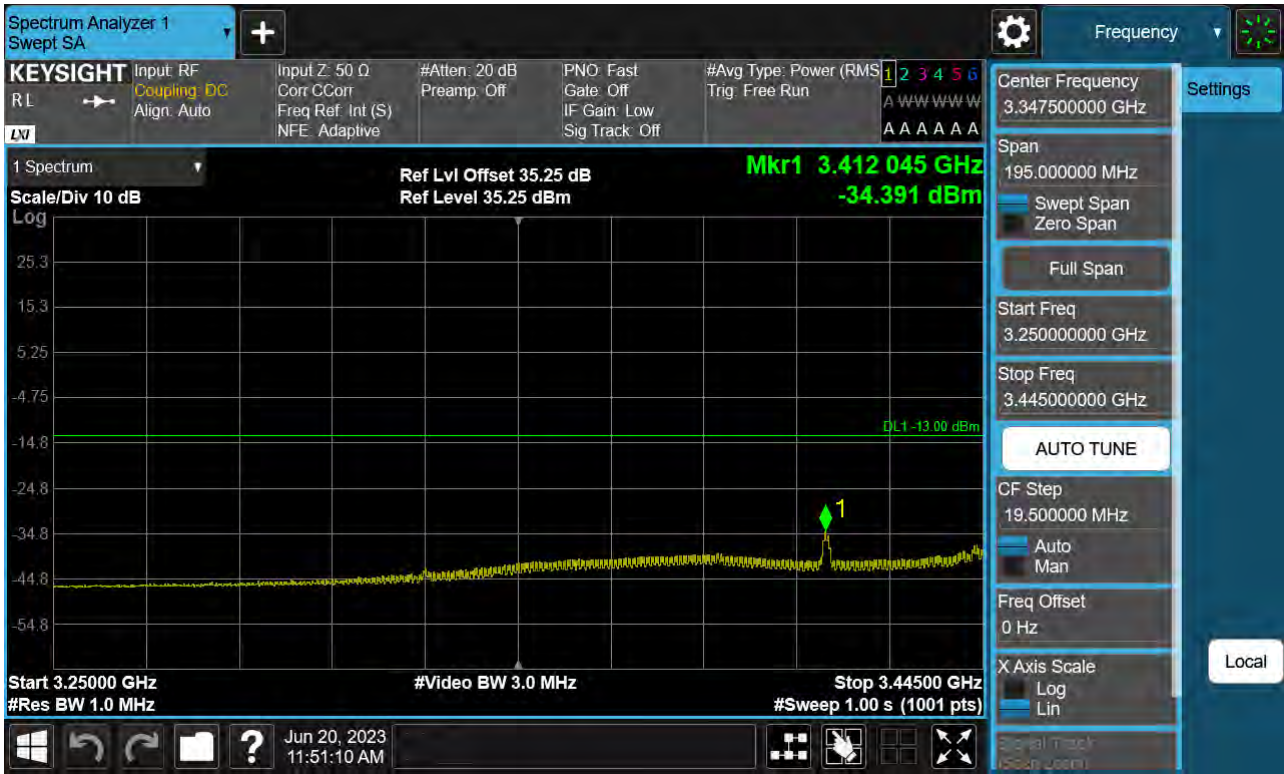 Spectrum Analyzer 1
Swept SA
+
Frequency
KEYSIGHT
RL
LXI
Input: RF
Coupling: DC
Align: Auto
Input Z: 50 Ω
Corr CCorr
Freq Ref: Int (S)
NFE: Adaptive
#Atten: 20 dB
Preamp: Off
PNO: Fast
Gate: Off
IF Gain: Low
Sig Track: Off
#Avg Type: Power (RMS
Trig: Free Run
1 2 3 4 5 6
A W W W W W
A A A A A A
1 Spectrum
Scale/Div 10 dB
Log
Ref Lvl Offset 35.25 dB
Ref Level 35.25 dBm
Mkr1 3.412 045 GHz
-34.391 dBm
25.3
15.3
5.25
-4.75
-14.8
-24.8
-34.8
-44.8
-54.8
DL1 -13.00 dBm
1
Start 3.25000 GHz
#Res BW 1.0 MHz
#Video BW 3.0 MHz
Stop 3.44500 GHz
#Sweep 1.00 s (1001 pts)
Center Frequency
3.347500000 GHz
Span
195.000000 MHz
Swept Span
Zero Span
Full Span
Start Freq
3.250000000 GHz
Stop Freq
3.445000000 GHz
AUTO TUNE
CF Step
19.500000 MHz
Auto
Man
Freq Offset
0 Hz
X Axis Scale
Log
Lin
Signal Track
(Span Zoom)
Settings
Local
?
Jun 20, 2023
11:51:10 AM